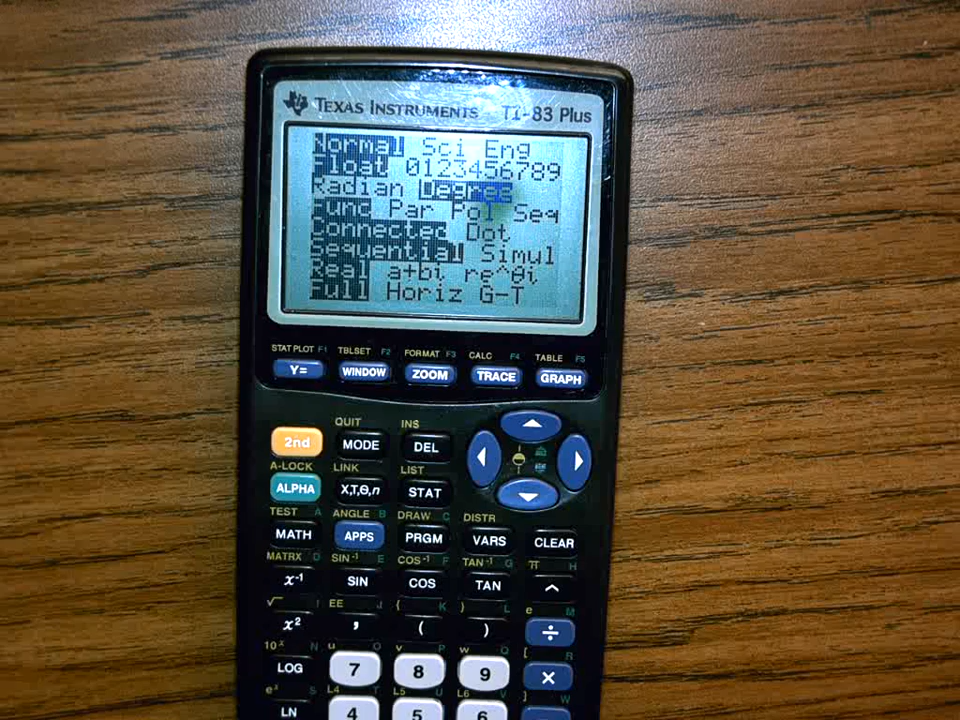 TEXAS INSTRUMENTS TI-83 Plus
Normal Sci Eng
Float 0123456789
Radian Degree
Func Par Pol Seq
Connected Dot
Sequential Simul
Real a+bi re^θi
Full Horiz G-T
STAT PLOT F1 TBLSET F2 FORMAT F3 CALC F4 TABLE F5
Y= WINDOW ZOOM TRACE GRAPH
QUIT INS
2nd MODE DEL
A-LOCK LINK LIST
ALPHA X,T,Θ,n STAT
TEST A ANGLE B DRAW C DISTR
MATH APPS PRGM VARS CLEAR
MATRX D SIN⁻¹ E COS⁻¹ F TAN⁻¹ G π H
x⁻¹ SIN COS TAN ^
√ I EE J { K } L e M
x² , ( ) ÷
10ˣ N u O v P w Q [ R
LOG 7 8 9 ×
eˣ S L4 T L5 U L6 V ] W
LN 4 5 6